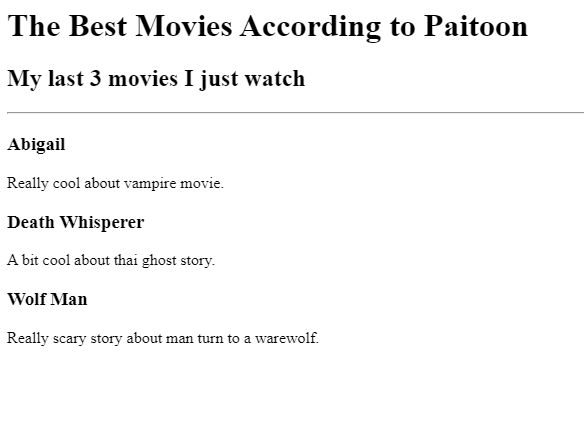 The Best Movies According to Paitoon
My last 3 movies I just watch
Abigail
Really cool about vampire movie.
Death Whisperer
A bit cool about thai ghost story.
Wolf Man
Really scary story about man turn to a warewolf.